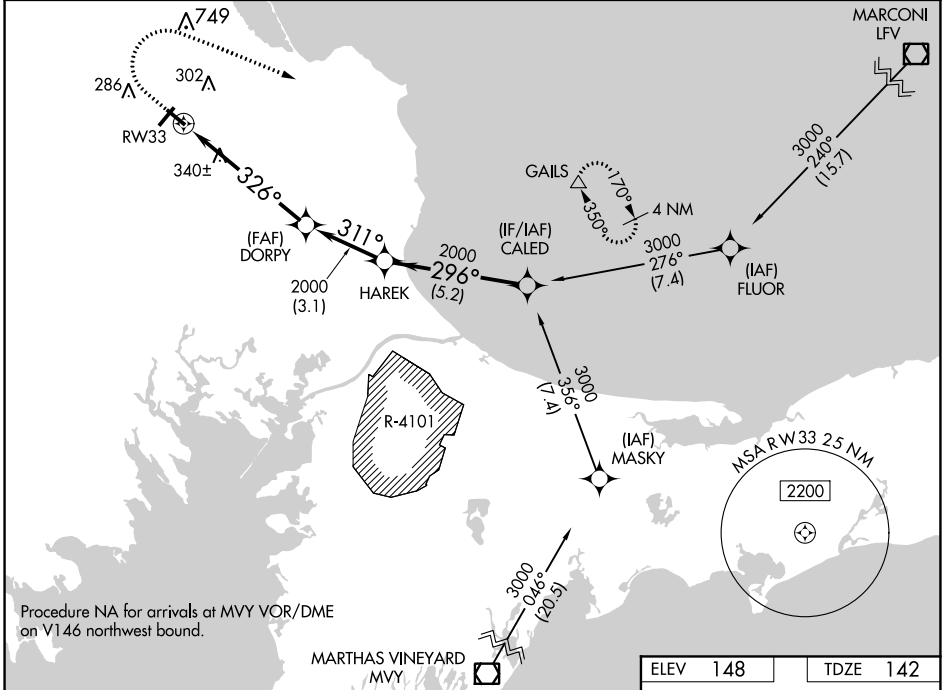 749
MARCONI
LFV
302
286
RW33
340±
326°
3000
240°
(15.7)
GAILS
170°
350°
4 NM
(FAF)
DORPY
311°
2000
(3.1)
HAREK
2000
296°
(5.2)
(IF/IAF)
CALED
3000
276°
(7.4)
(IAF)
FLUOR
R-4101
3000
356°
(7.4)
(IAF)
MASKY
MSA RW33 25 NM
2200
3000
046°
(20.5)
Procedure NA for arrivals at MVY VOR/DME
on V146 northwest bound.
MARTHAS VINEYARD
MVY
ELEV 148
TDZE 142